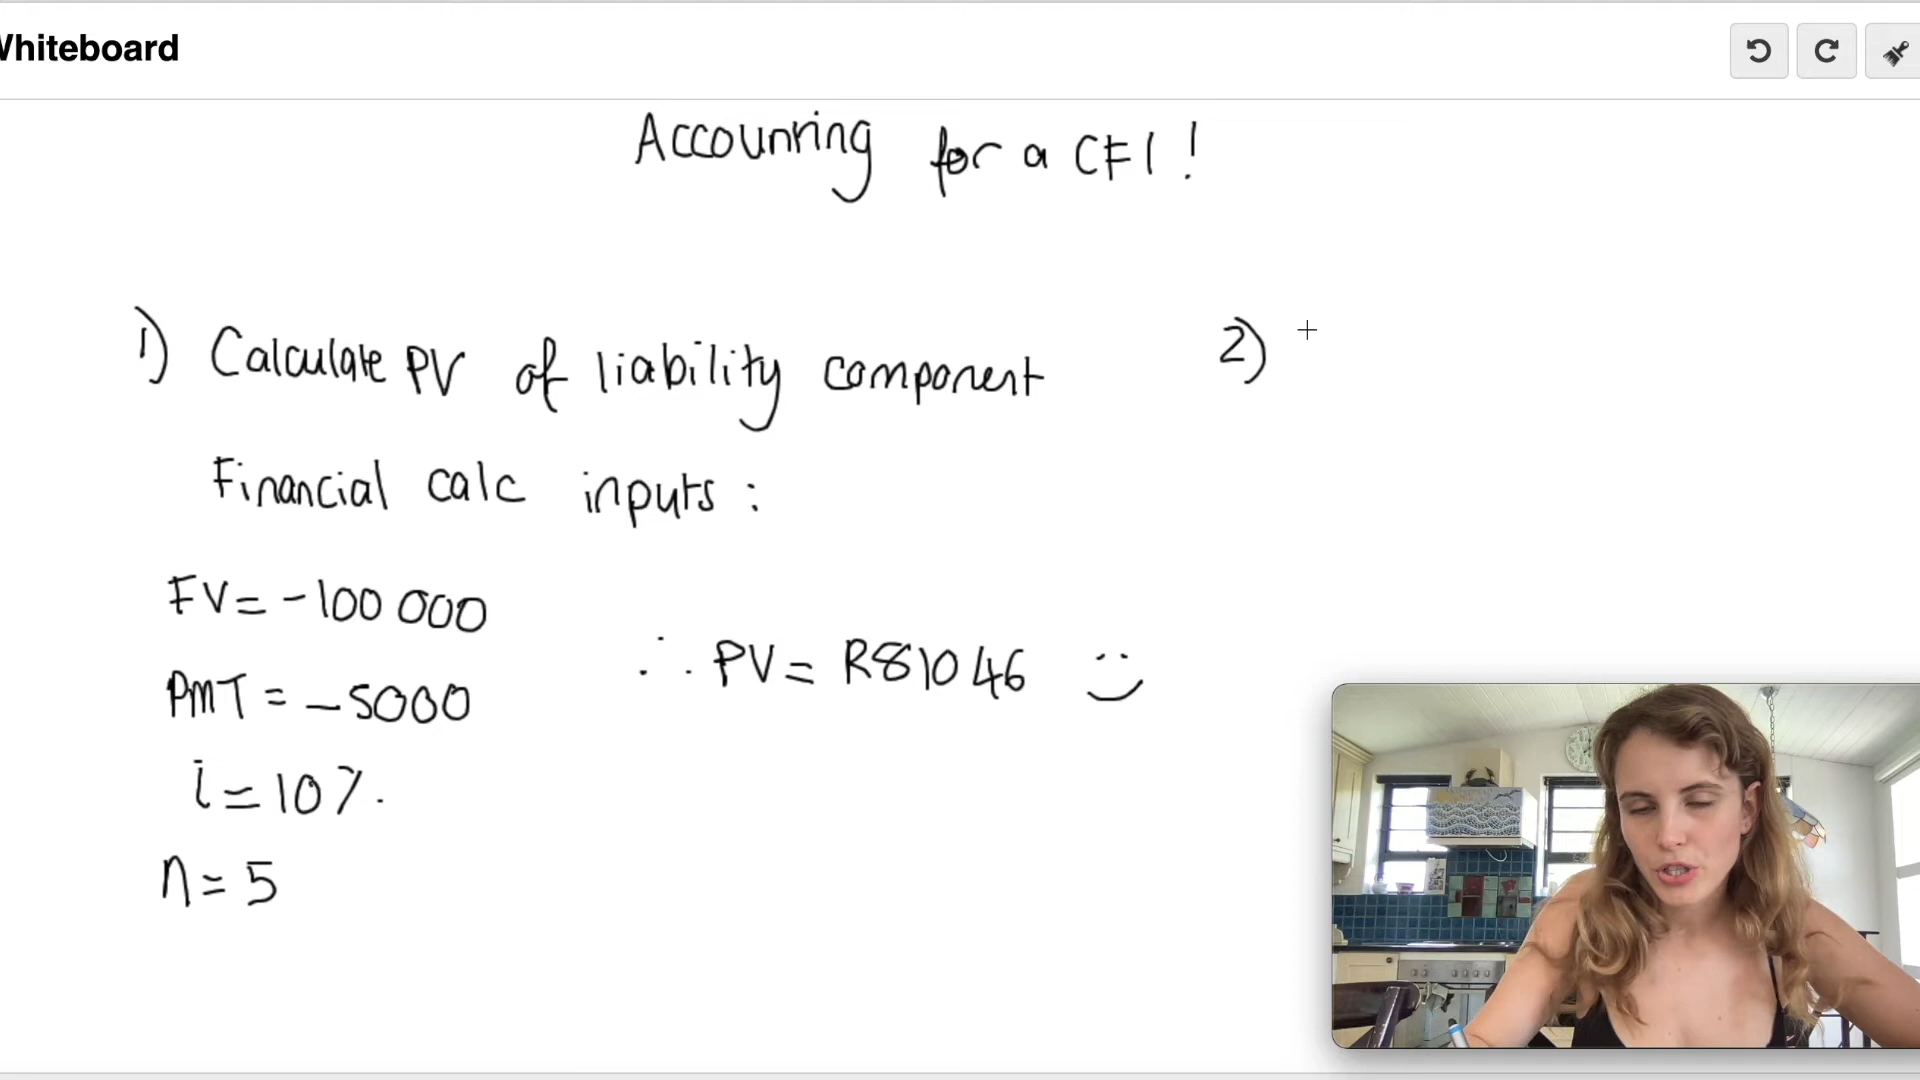 Whiteboard
Accounting for a CFI!
1) Calculate PV of liability component
Financial calc inputs:
FV = -100 000
PMT = -5000
i = 10%
n = 5
∴ PV = R81046 :)
2)